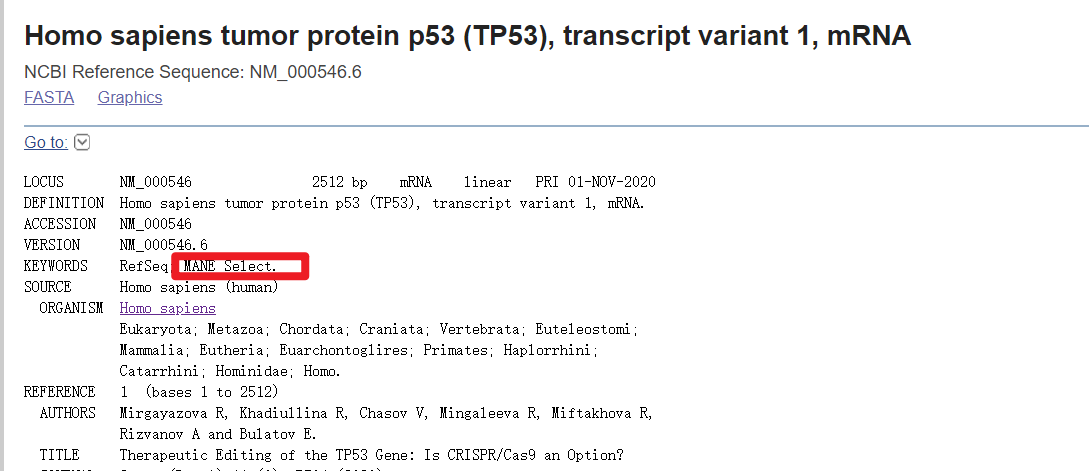 Homo sapiens tumor protein p53 (TP53), transcript variant 1, mRNA
NCBI Reference Sequence: NM_000546.6
FASTA Graphics
Go to:
LOCUS NM_000546 2512 bp mRNA linear PRI 01-NOV-2020
DEFINITION Homo sapiens tumor protein p53 (TP53), transcript variant 1, mRNA.
ACCESSION NM_000546
VERSION NM_000546.6
KEYWORDS RefSeq; MANE Select.
SOURCE Homo sapiens (human)
ORGANISM Homo sapiens
Eukaryota; Metazoa; Chordata; Craniata; Vertebrata; Euteleostomi;
Mammalia; Eutheria; Euarchontoglires; Primates; Haplorrhini;
Catarrhini; Hominidae; Homo.
REFERENCE 1 (bases 1 to 2512)
AUTHORS Mirgayazova R, Khadiullina R, Chasov V, Mingaleeva R, Miftakhova R,
Rizvanov A and Bulatov E.
TITLE Therapeutic Editing of the TP53 Gene: Is CRISPR/Cas9 an Option?